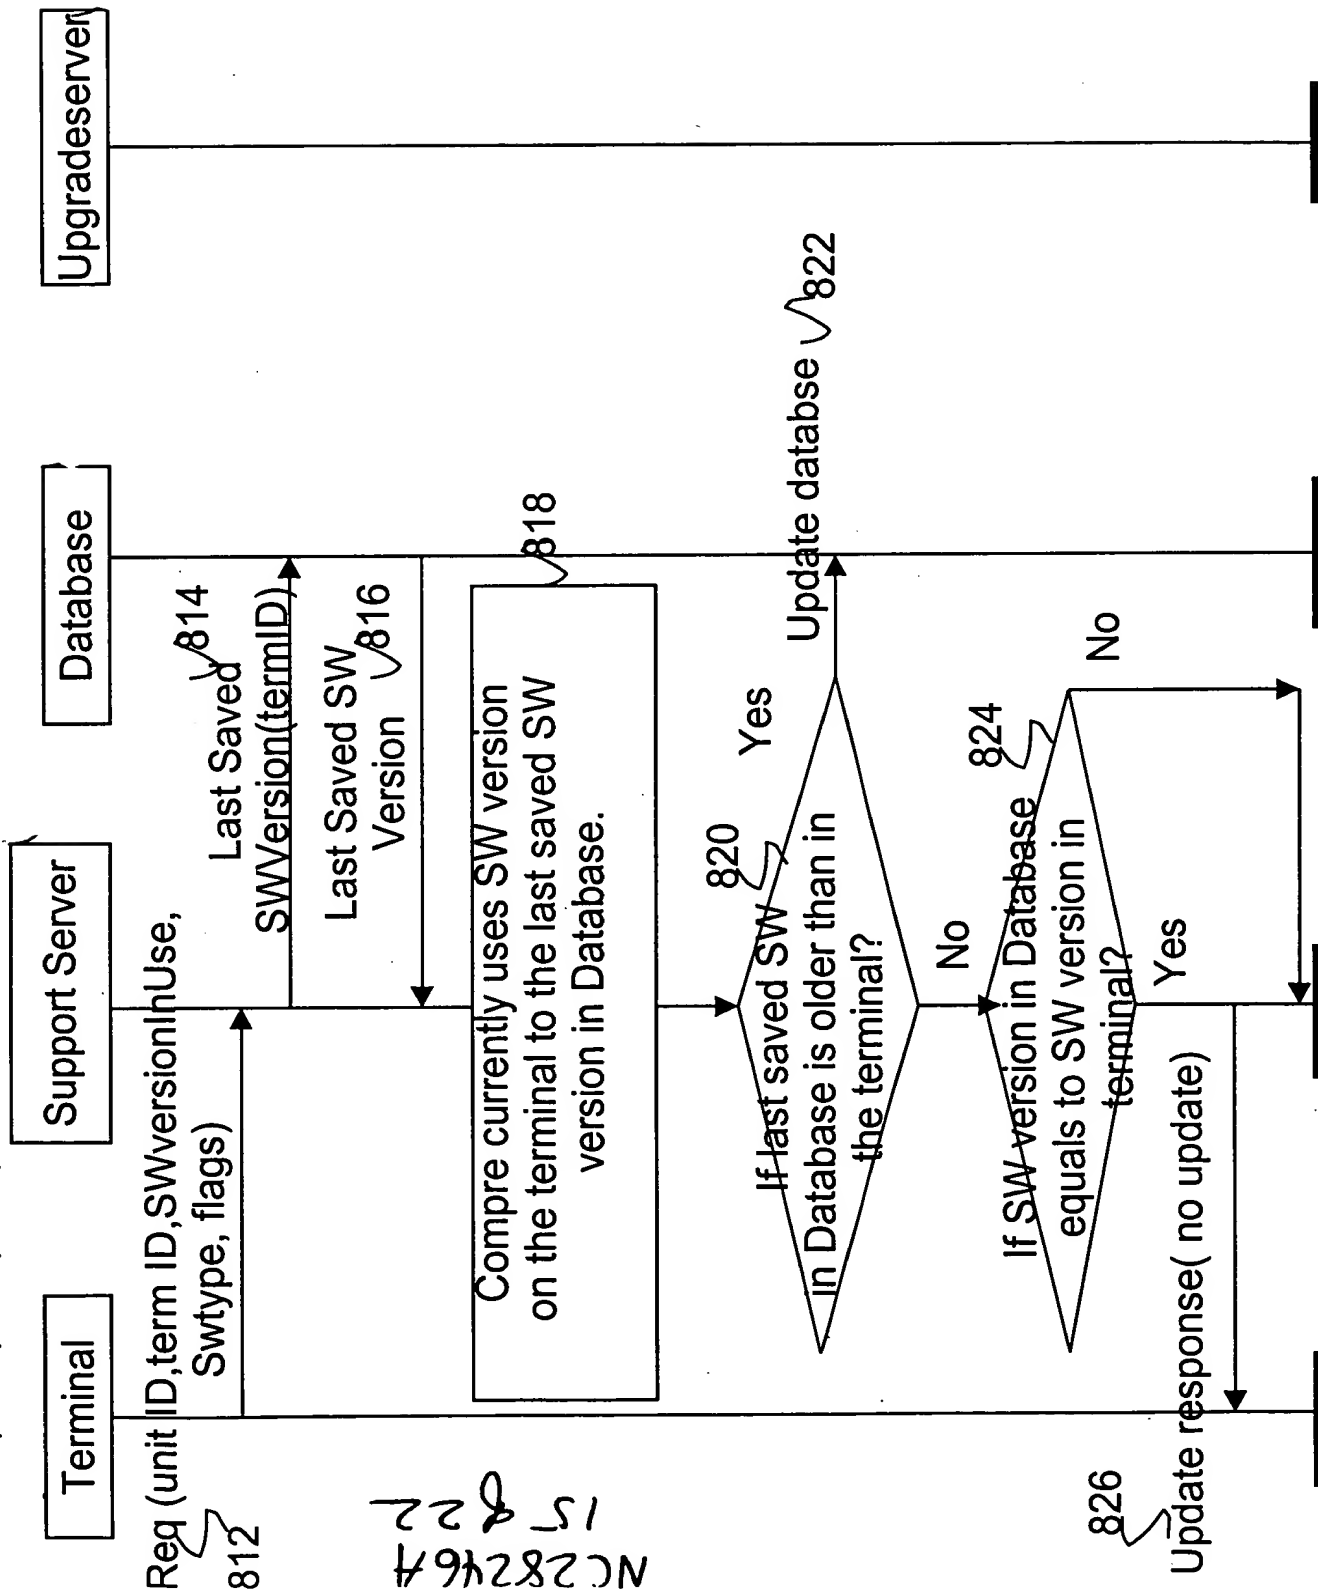 Terminal
Support Server
Database
Upgradeserver
Req (unit ID,term ID,SWversionInUse,
Swtype, flags)
812
Last Saved
SWVersion(termID)
814
Last Saved SW
Version
816
Compre currently uses SW version
on the terminal to the last saved SW
version in Database.
818
If last saved SW
in Database is older than in
the terminal?
820
Yes
Update databse
822
No
If SW version in Database
equals to SW version in
terminal?
824
No
Yes
826
Update response( no update)
NC28246A
15 822